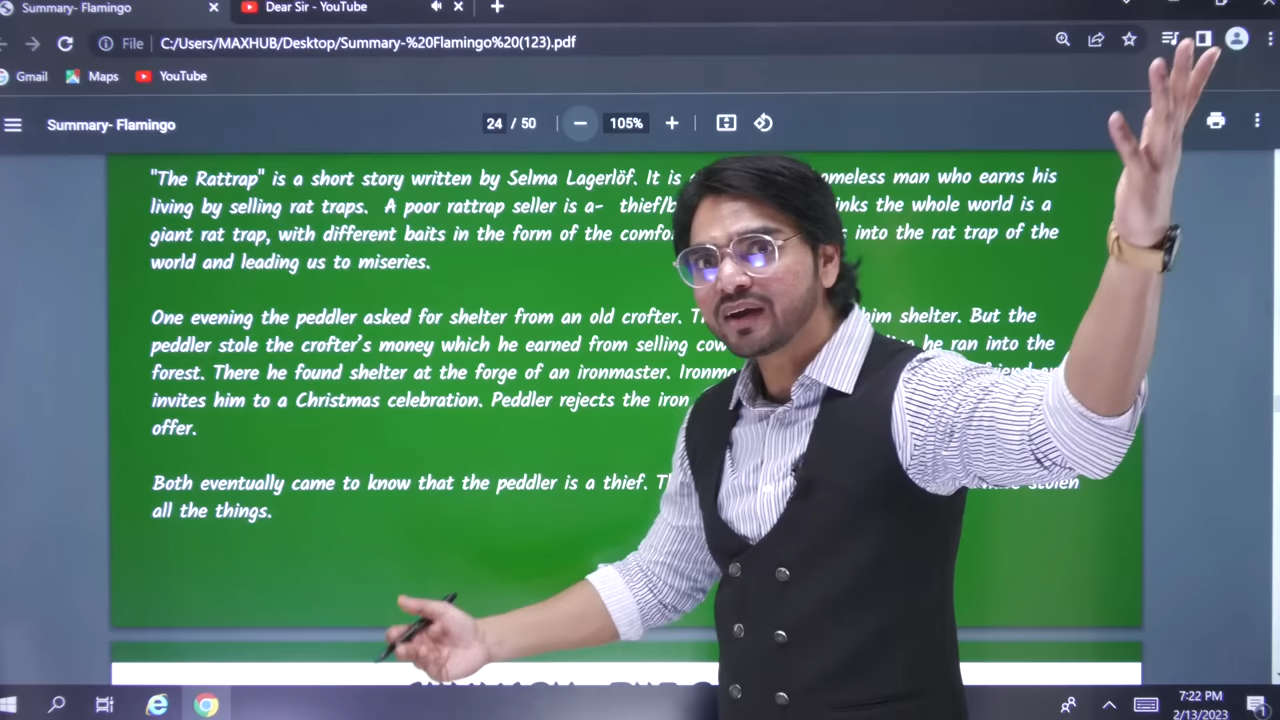 Summary- Flamingo
Dear Sir - YouTube
File
C:/Users/MAXHUB/Desktop/Summary-%20Flamingo%20(123).pdf
Gmail
Maps
YouTube
Summary- Flamingo
24 / 50
105%
"The Rattrap" is a short story written by Selma Lagerlöf. It is omeless man who earns his
living by selling rat traps. A poor rattrap seller is a- thief/b inks the whole world is a
giant rat trap, with different baits in the form of the comfo s into the rat trap of the
world and leading us to miseries.
One evening the peddler asked for shelter from an old crofter. T him shelter. But the
peddler stole the crofter's money which he earned from selling cow he ran into the
forest. There he found shelter at the forge of an ironmaster. Ironma
invites him to a Christmas celebration. Peddler rejects the iron
offer.
Both eventually came to know that the peddler is a thief. stolen
all the things.
7:22 PM
2/13/2023